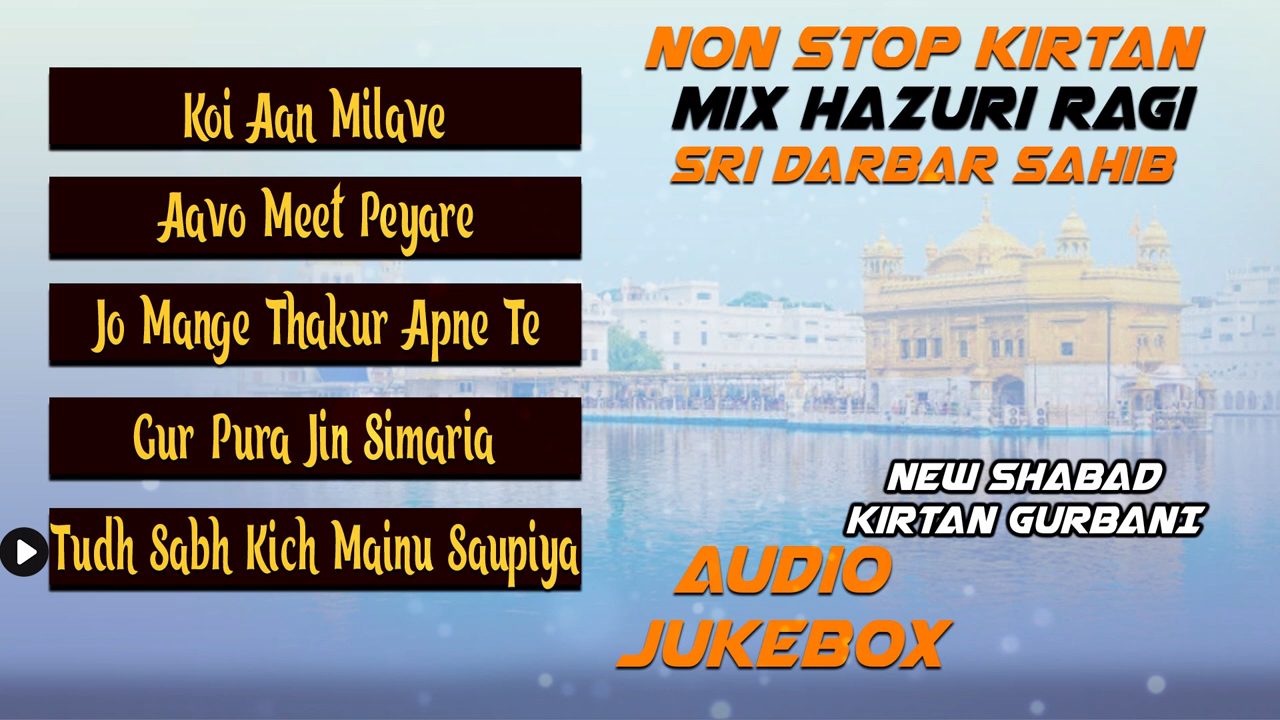 Koi Aan Milave
Aavo Meet Peyare
Jo Mange Thakur Apne Te
Gur Pura Jin Simaria
Tudh Sabh Kich Mainu Saupiya
NON STOP KIRTAN
MIX HAZURI RAGI
SRI DARBAR SAHIB
NEW SHABAD
KIRTAN GURBANI
AUDIO
JUKEBOX